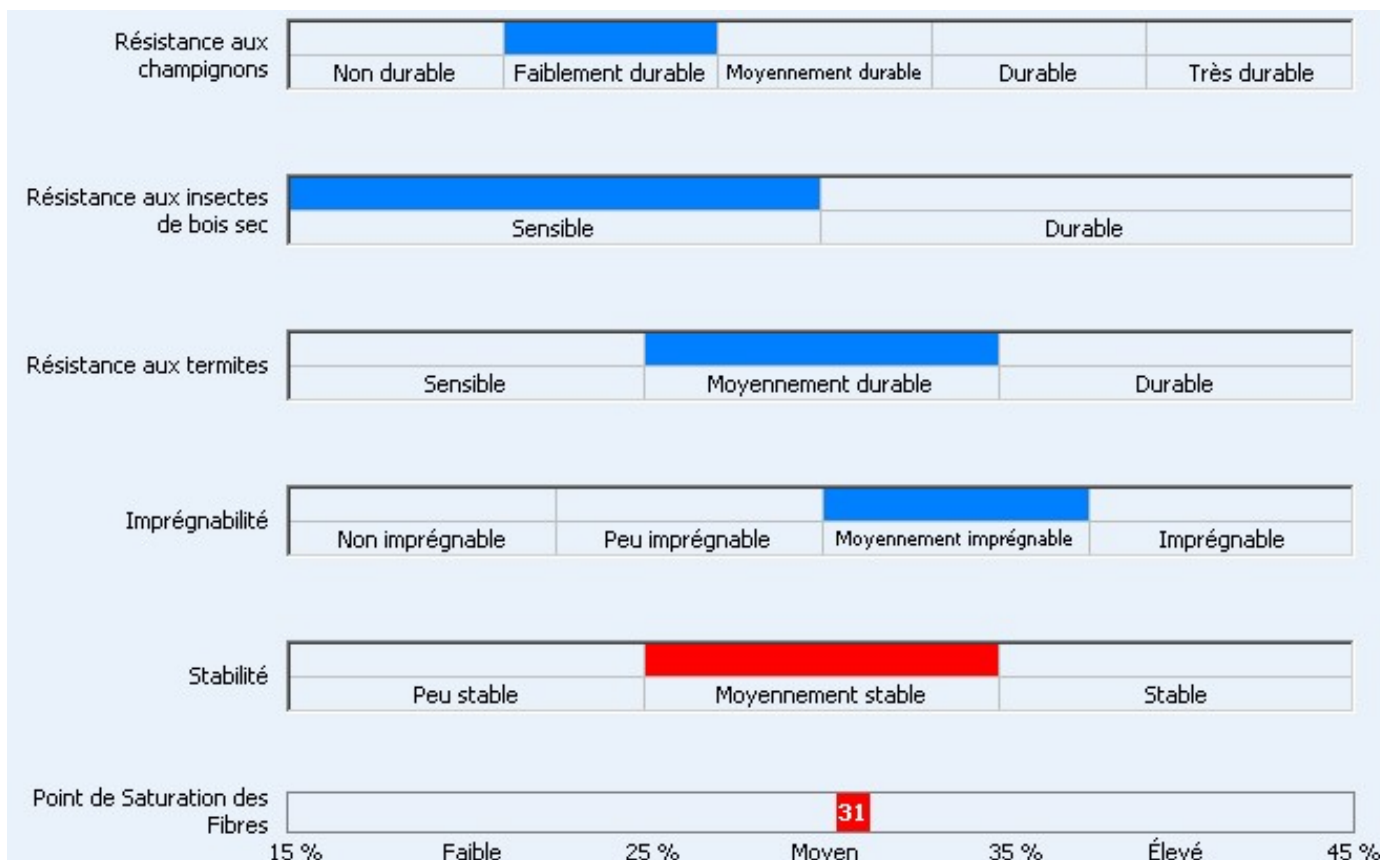 Résistance aux
champignons
Non durable Faiblement durable Moyennement durable Durable Très durable
Résistance aux insectes
de bois sec
Sensible Durable
Résistance aux termites
Sensible Moyennement durable Durable
Imprégnabilité
Non imprégnable Peu imprégnable Moyennement imprégnable Imprégnable
Stabilité
Peu stable Moyennement stable Stable
Point de Saturation des
Fibres
31
15 % Faible 25 % Moyen 35 % Élevé 45 %